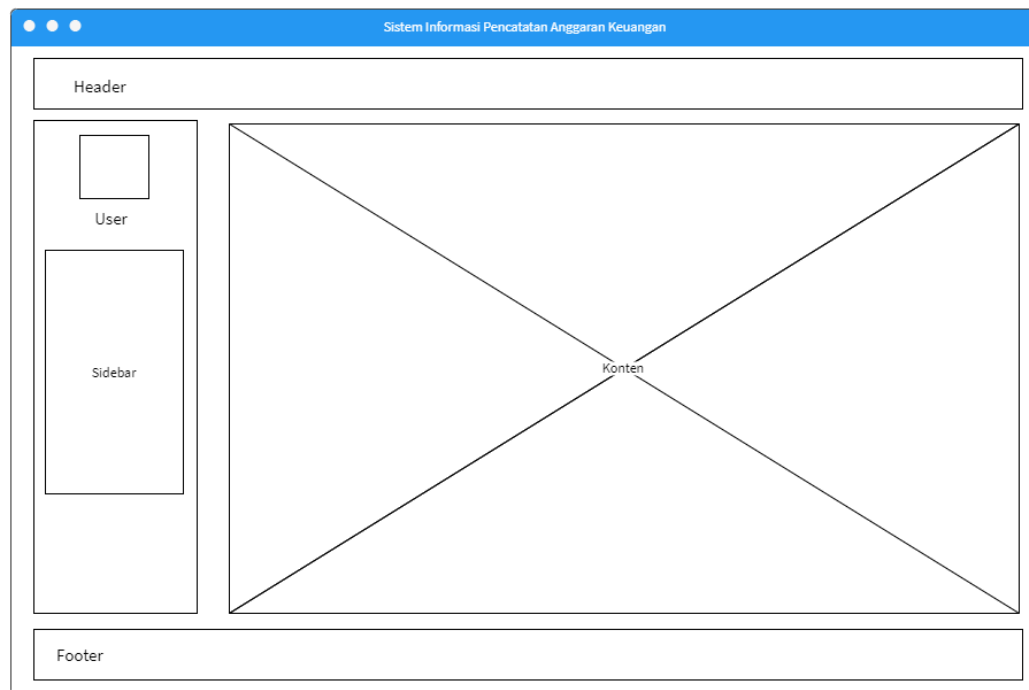 Sistem Informasi Pencatatan Anggaran Keuangan
Header
User
Sidebar
Konten
Footer